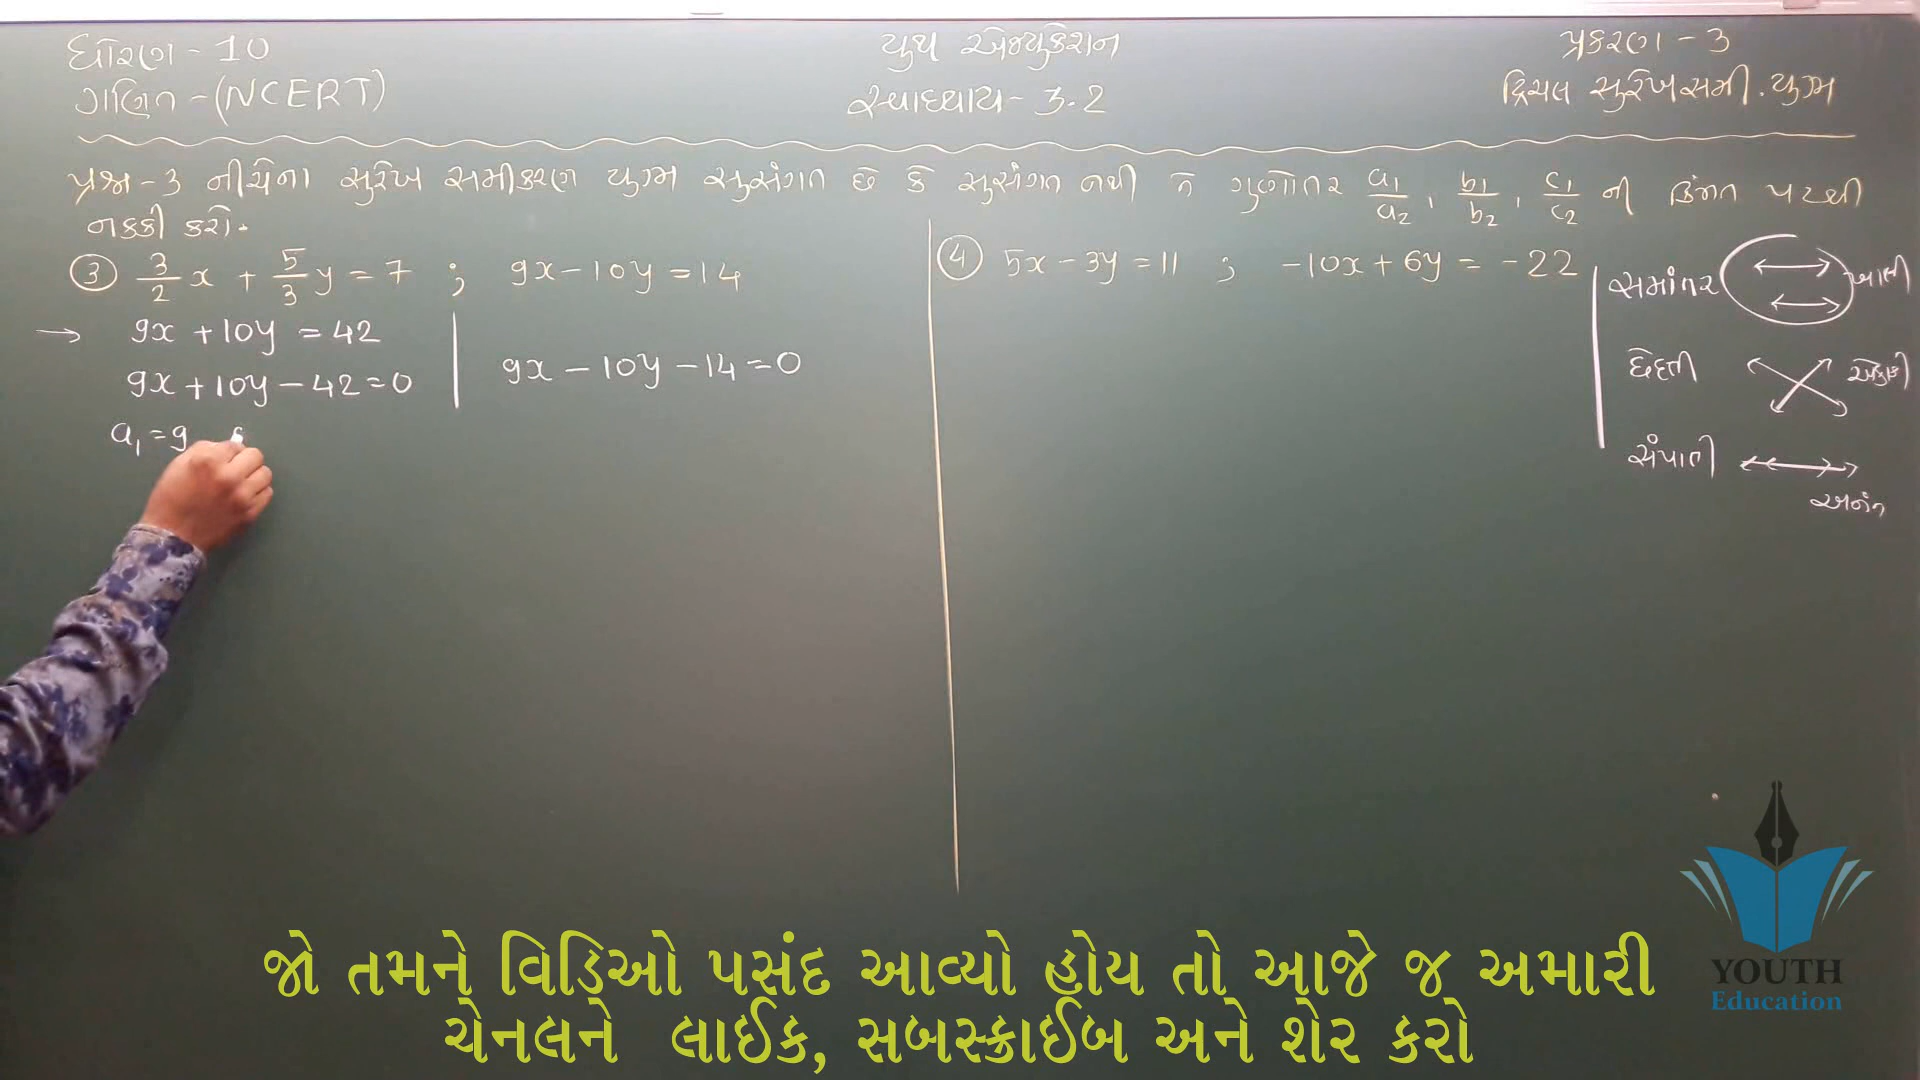 ધોરણ - 10
ગણિત - (NCERT)
યુથ એજ્યુકેશન
સ્વાધ્યાય - 3.2
પ્રકરણ - 3
દ્વિચલ સુરેખ સમી. યુગ્મ
પ્રશ્ન - 3 નીચેના સુરેખ સમીકરણ યુગ્મ સુસંગત છે કે સુસંગત નથી તે ગુણોત્તર a₁/a₂, b₁/b₂, c₁/c₂ ની કિંમત પરથી
નક્કી કરો.
③ 3/2 x + 5/3 y = 7 ; 9x - 10y = 14
→ 9x + 10y = 42
9x + 10y - 42 = 0
9x - 10y - 14 = 0
a₁ = 9
④ 5x - 3y = 11 ; -10x + 6y = -22
સમાંતર ખાલી
છેદતી એકાકી
સંપાતી
અનંત
YOUTH
Education
જો તમને વિડિઓ પસંદ આવ્યો હોય તો આજે જ અમારી
ચેનલને લાઈક, સબસ્ક્રાઈબ અને શેર કરો